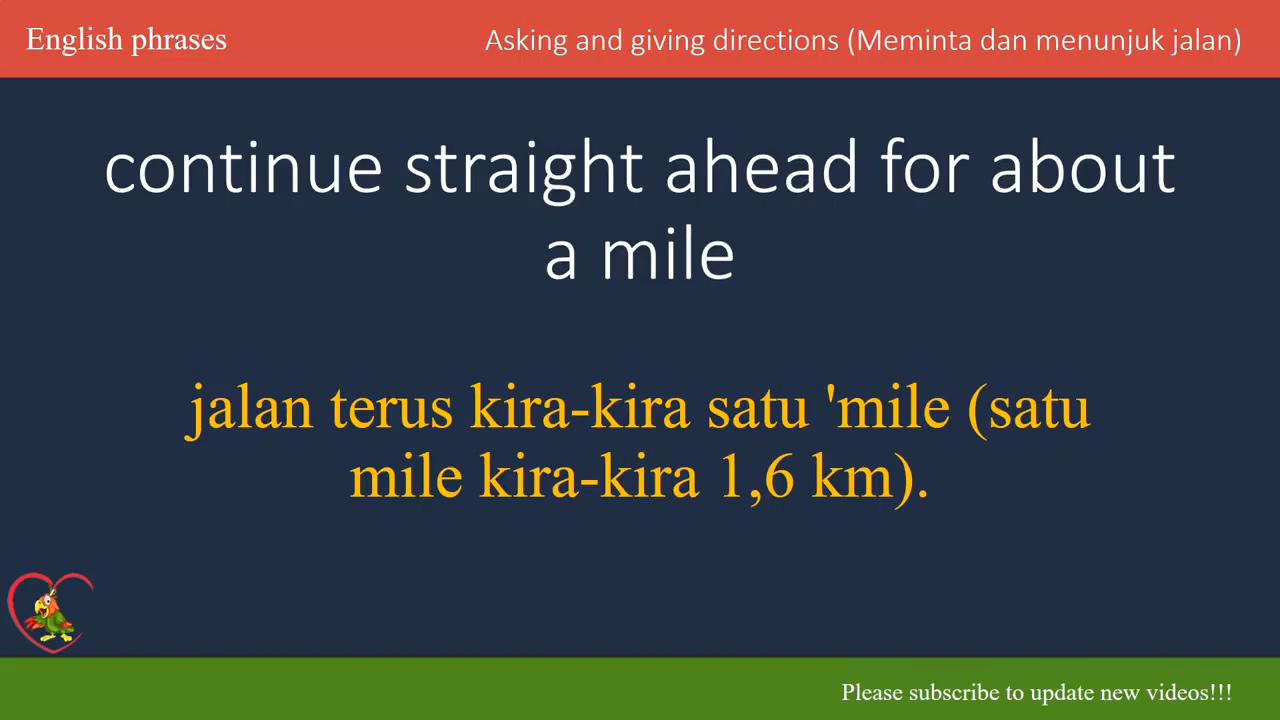 English phrases
Asking and giving directions (Meminta dan menunjuk jalan)
continue straight ahead for about
a mile
jalan terus kira-kira satu 'mile (satu
mile kira-kira 1,6 km).
Please subscribe to update new videos!!!